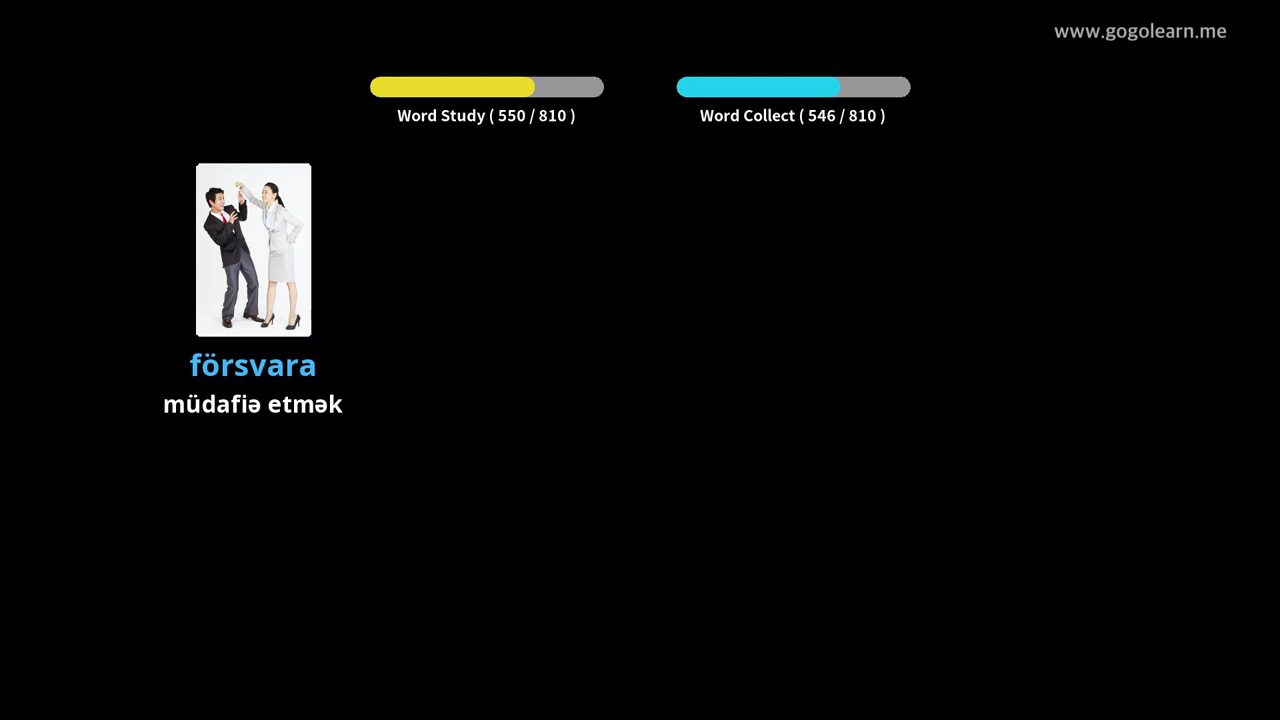 www.gogolearn.me
Word Study ( 550 / 810 )
Word Collect ( 546 / 810 )
försvara
müdafiə etmək